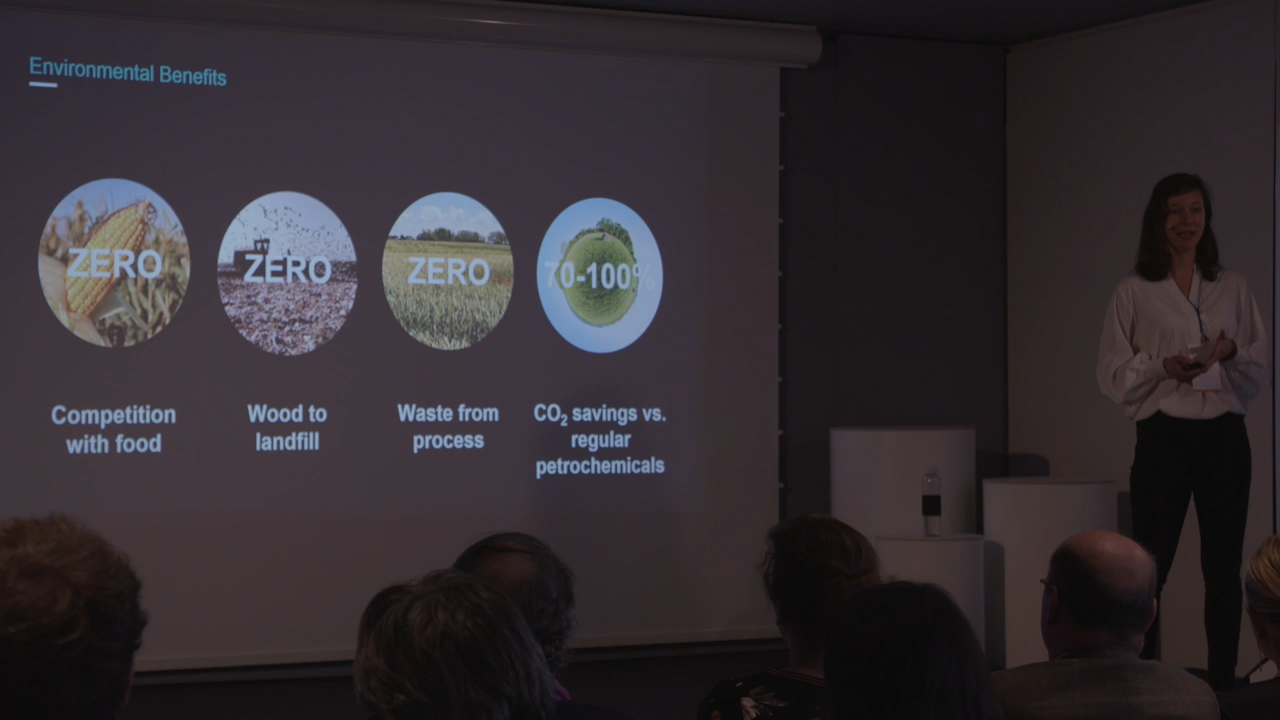 Environmental Benefits
ZERO
Competition
with food
ZERO
Wood to
landfill
ZERO
Waste from
process
70-100%
CO₂ savings vs.
regular
petrochemicals